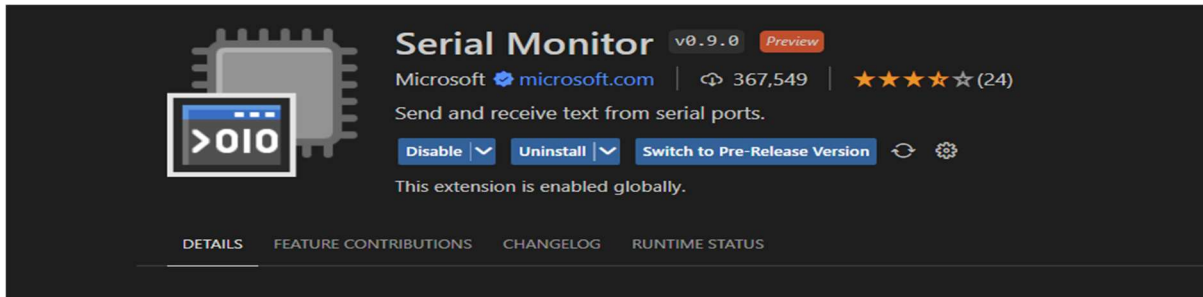 Serial Monitor v0.9.0 Preview
Microsoft microsoft.com | 367,549 | (24)
Send and receive text from serial ports.
>OIO
Disable Uninstall Switch to Pre-Release Version
This extension is enabled globally.
DETAILS FEATURE CONTRIBUTIONS CHANGELOG RUNTIME STATUS